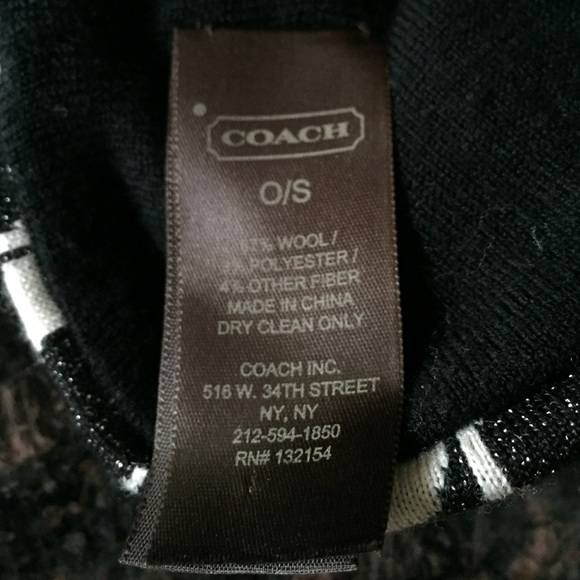 COACH
O/S
% WOOL /
% POLYESTER /
4% OTHER FIBER
MADE IN CHINA
DRY CLEAN ONLY
COACH INC.
516 W. 34TH STREET
NY, NY
212-594-1850
RN# 132154